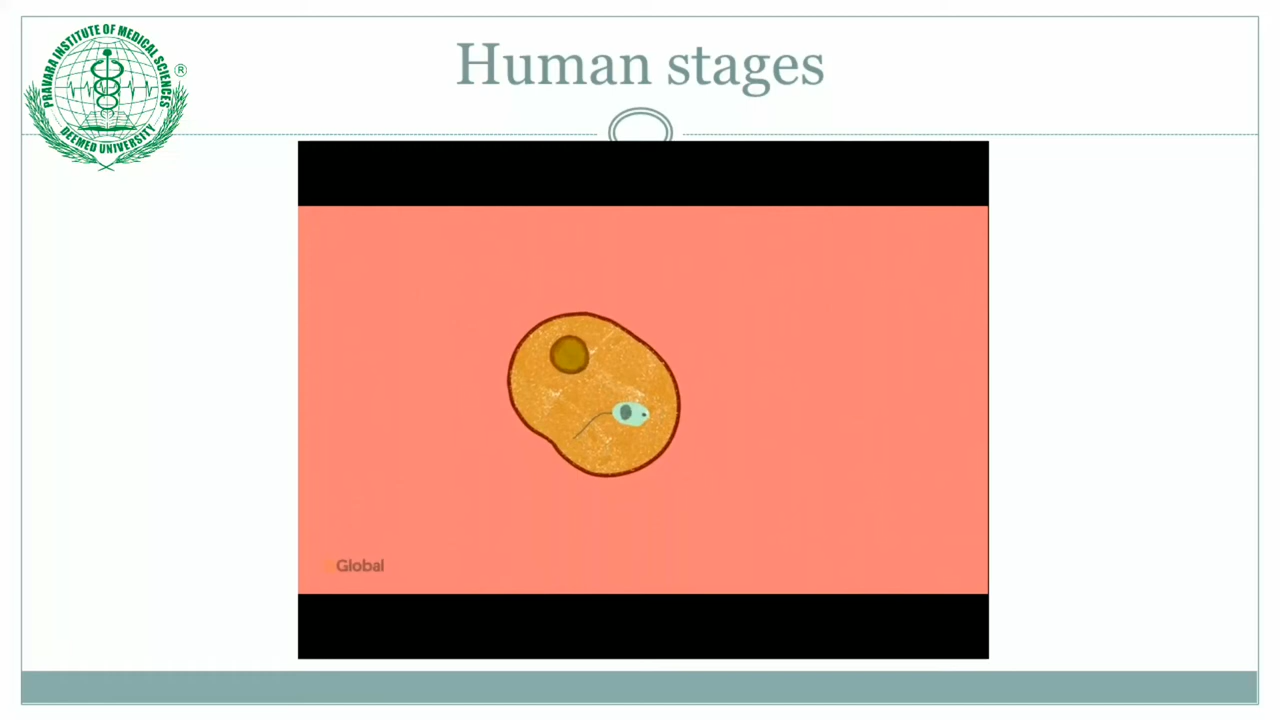 PRAVARA INSTITUTE OF MEDICAL SCIENCES
DEEMED UNIVERSITY
®
Human stages
Global